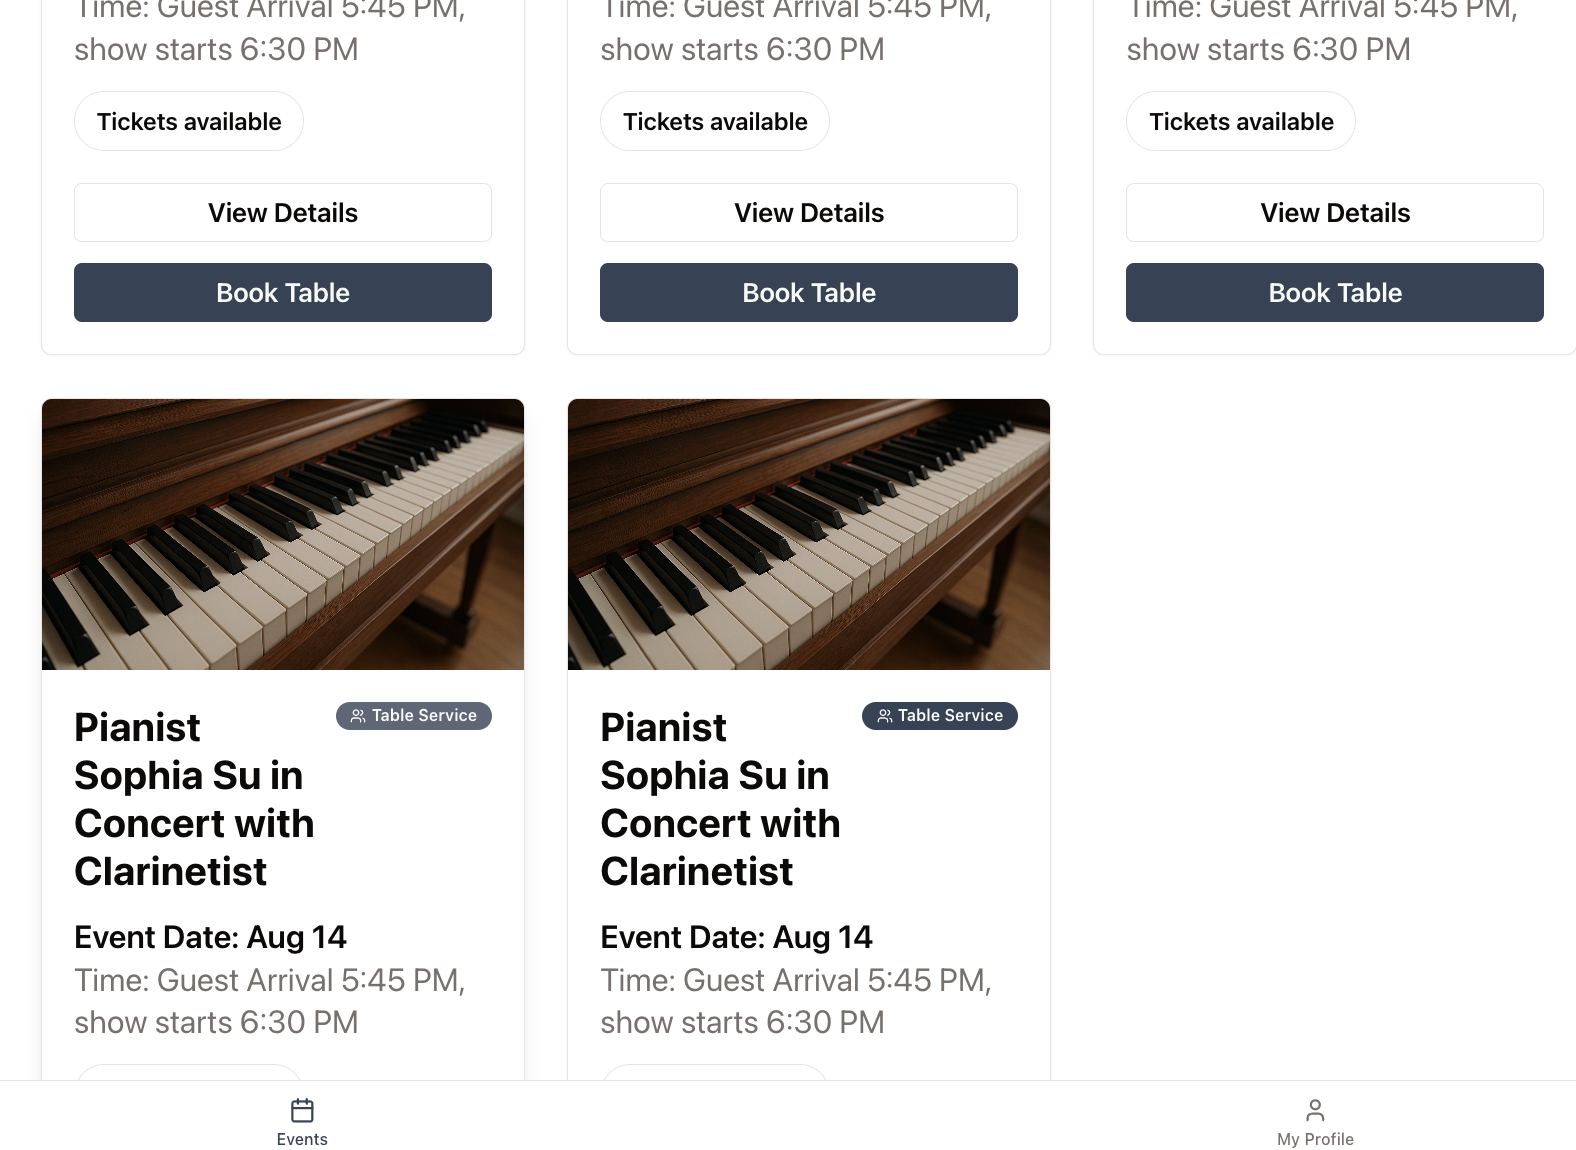 Time: Guest Arrival 5:45 PM,
show starts 6:30 PM
Tickets available
View Details
Book Table
Time: Guest Arrival 5:45 PM,
show starts 6:30 PM
Tickets available
View Details
Book Table
Time: Guest Arrival 5:45 PM,
show starts 6:30 PM
Tickets available
View Details
Book Table
Pianist
Sophia Su in
Concert with
Clarinetist
Table Service
Event Date: Aug 14
Time: Guest Arrival 5:45 PM,
show starts 6:30 PM
Pianist
Sophia Su in
Concert with
Clarinetist
Table Service
Event Date: Aug 14
Time: Guest Arrival 5:45 PM,
show starts 6:30 PM
Events
My Profile